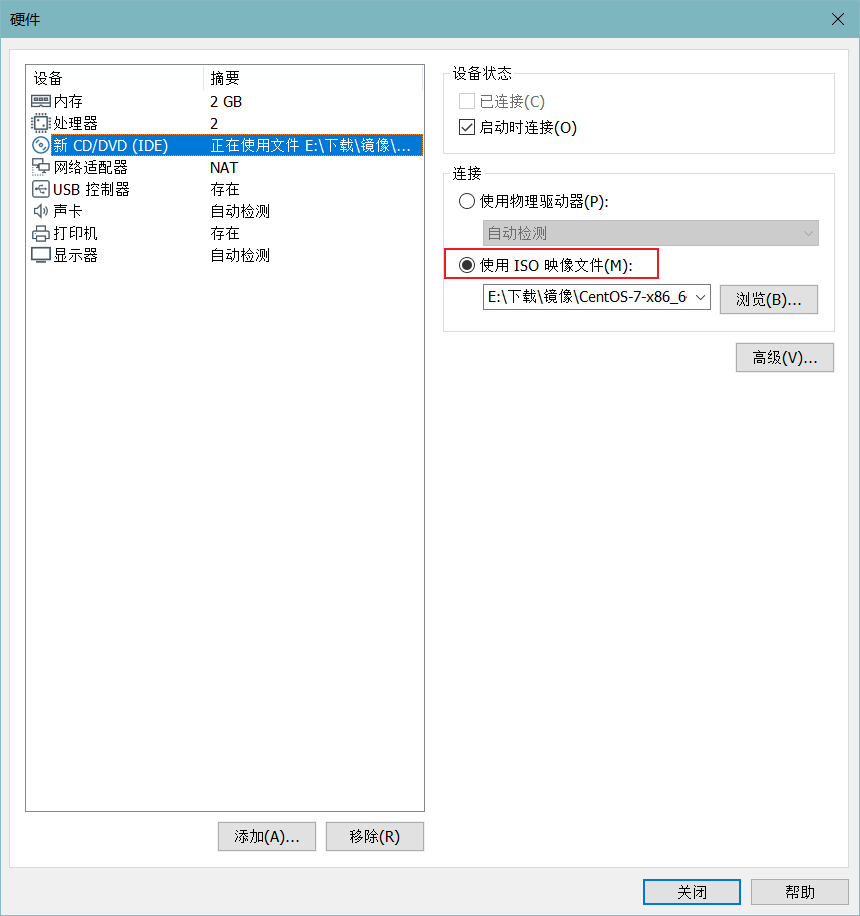 硬件
设备 摘要
内存 2 GB
处理器 2
新 CD/DVD (IDE) 正在使用文件 E:\下载\镜像\...
网络适配器 NAT
USB 控制器 存在
声卡 自动检测
打印机 存在
显示器 自动检测
添加(A)... 移除(R)
设备状态
已连接(C)
启动时连接(O)
连接
使用物理驱动器(P):
自动检测
使用 ISO 映像文件(M):
E:\下载\镜像\CentOS-7-x86_6 浏览(B)...
高级(V)...
关闭 帮助